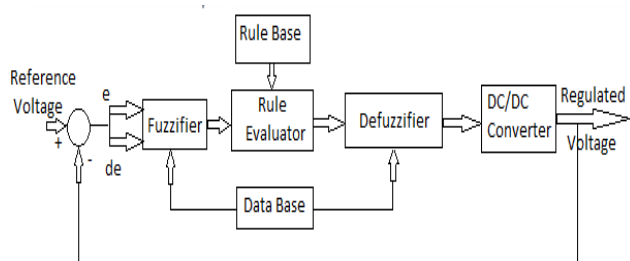 Rule Base
Reference
Voltage
+
-
e
de
Fuzzifier
Rule
Evaluator
Defuzzifier
DC/DC
Converter
Regulated
Voltage
Data Base